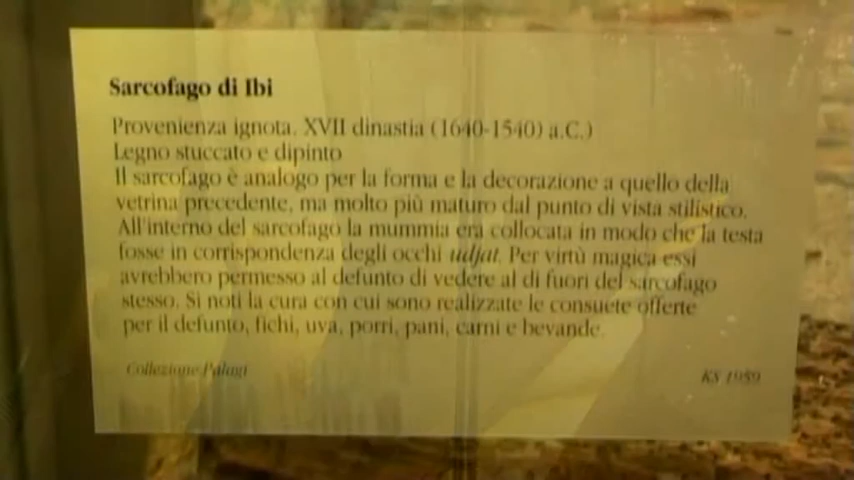 Sarcofago di Ibi
Provenienza ignota. XVII dinastia (1640-1540) a.C.)
Legno stuccato e dipinto
Il sarcofago è analogo per la forma e la decorazione a quello della
vetrina precedente, ma molto più maturo dal punto di vista stilistico.
All'interno del sarcofago la mummia era collocata in modo che la testa
fosse in corrispondenza degli occhi udjat. Per virtù magica essi
avrebbero permesso al defunto di vedere al di fuori del sarcofago
stesso. Si noti la cura con cui sono realizzate le consuete offerte
per il defunto, fichi, uva, porri, pani, carni e bevande.
Collezione Palagi
KS 1959